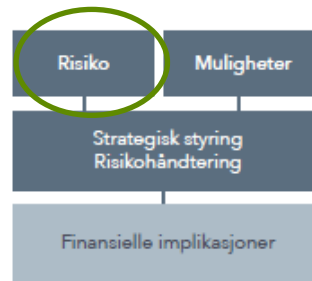 Risiko
Muligheter
Strategisk styring
Risikohåndtering
Finansielle implikasjoner